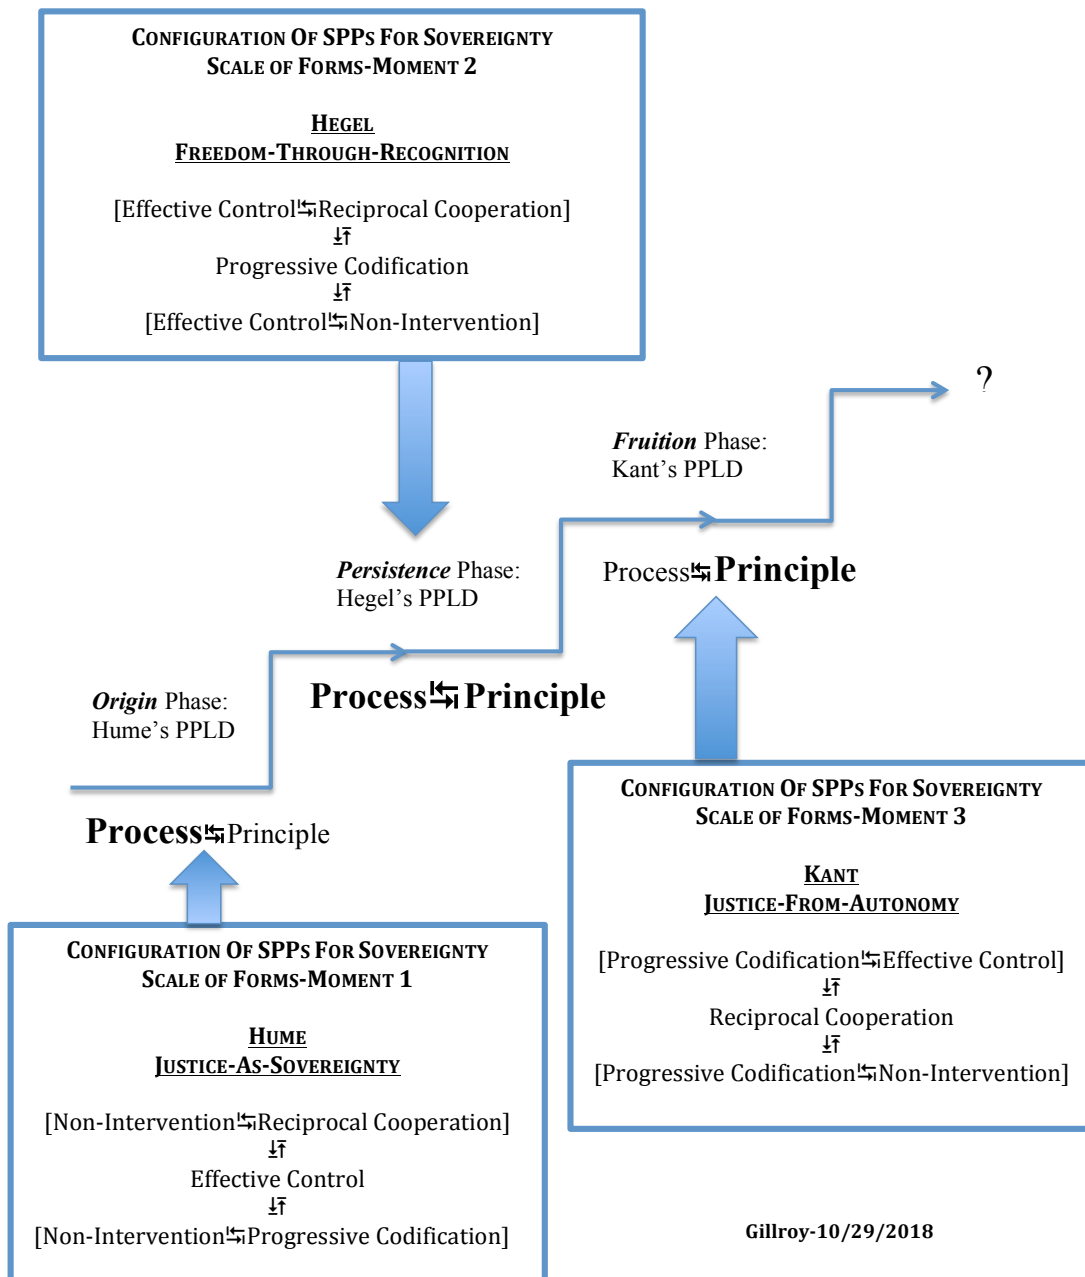 CONFIGURATION OF SPPS FOR SOVEREIGNTY
SCALE OF FORMS-MOMENT 2
HEGEL
FREEDOM-THROUGH-RECOGNITION
[Effective Control↹Reciprocal Cooperation]
Progressive Codification
[Effective Control↹Non-Intervention]
?
Fruition Phase:
Kant’s PPLD
Persistence Phase:
Hegel’s PPLD
Process↹Principle
Origin Phase:
Hume’s PPLD
Process↹Principle
Process↹Principle
CONFIGURATION OF SPPS FOR SOVEREIGNTY
SCALE OF FORMS-MOMENT 3
KANT
JUSTICE-FROM-AUTONOMY
[Progressive Codification↹Effective Control]
Reciprocal Cooperation
[Progressive Codification↹Non-Intervention]
CONFIGURATION OF SPPS FOR SOVEREIGNTY
SCALE OF FORMS-MOMENT 1
HUME
JUSTICE-AS-SOVEREIGNTY
[Non-Intervention↹Reciprocal Cooperation]
Effective Control
[Non-Intervention↹Progressive Codification]
Gillroy-10/29/2018